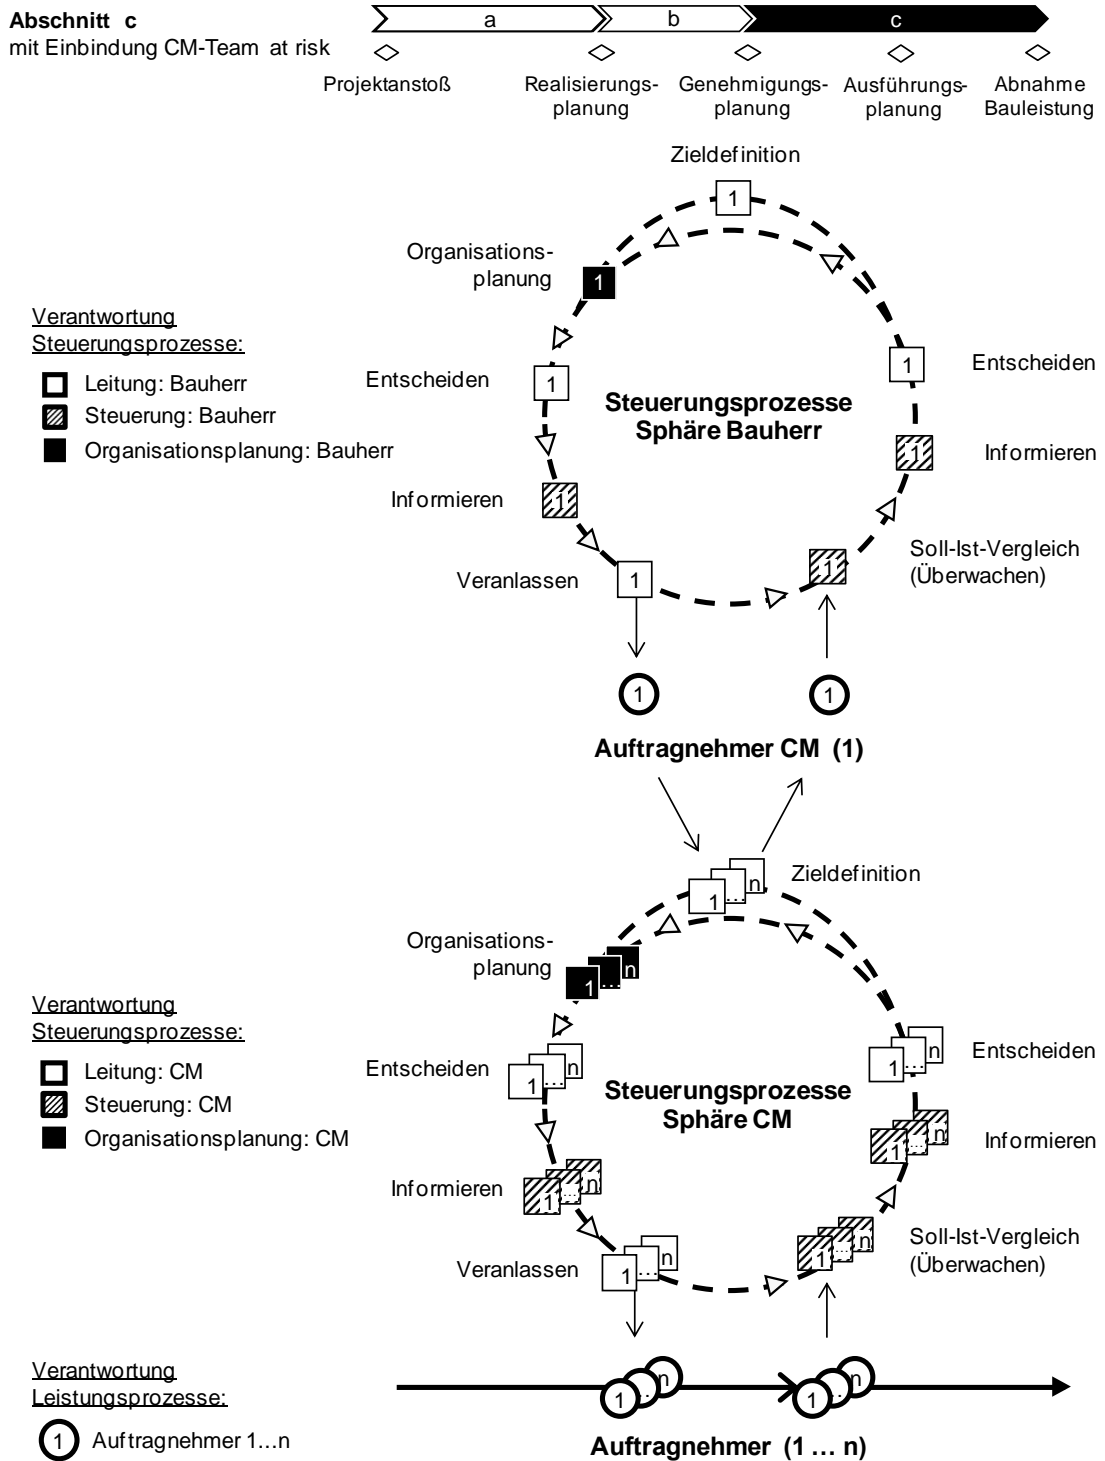 Abschnitt c
mit Einbindung CM-Team at risk
a
b
c
Projektanstoß
Realisierungs-
planung
Genehmigungs-
planung
Ausführungs-
planung
Abnahme
Bauleistung
Zieldefinition
1
Organisations-
planung
1
Verantwortung
Steuerungsprozesse:
Leitung: Bauherr
Steuerung: Bauherr
Organisationsplanung: Bauherr
Entscheiden
1
Steuerungsprozesse
Sphäre Bauherr
1
Entscheiden
1
Informieren
Informieren
1
Veranlassen
1
1
Soll-Ist-Vergleich
(Überwachen)
1
1
Auftragnehmer CM (1)
1 ... n
Zieldefinition
Organisations-
planung
1 ... n
Verantwortung
Steuerungsprozesse:
Leitung: CM
Steuerung: CM
Organisationsplanung: CM
Entscheiden
1 ... n
Steuerungsprozesse
Sphäre CM
1 ... n
Entscheiden
1 ... n
Informieren
Informieren
1 ... n
Veranlassen
1 ... n
1 ... n
Soll-Ist-Vergleich
(Überwachen)
Verantwortung
Leistungsprozesse:
1
Auftragnehmer 1...n
1 ... n
1 ... n
Auftragnehmer (1 ... n)